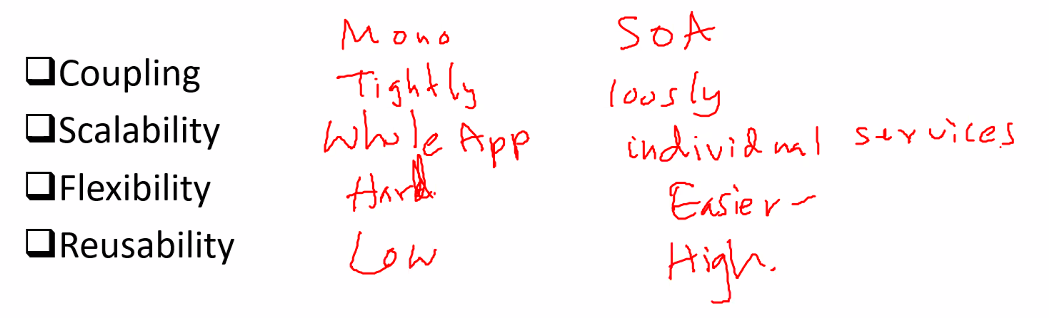 Mono SOA
❑Coupling Tightly loosly
❑Scalability Whole App individual services
❑Flexibility Hard Easier
❑Reusability Low High.